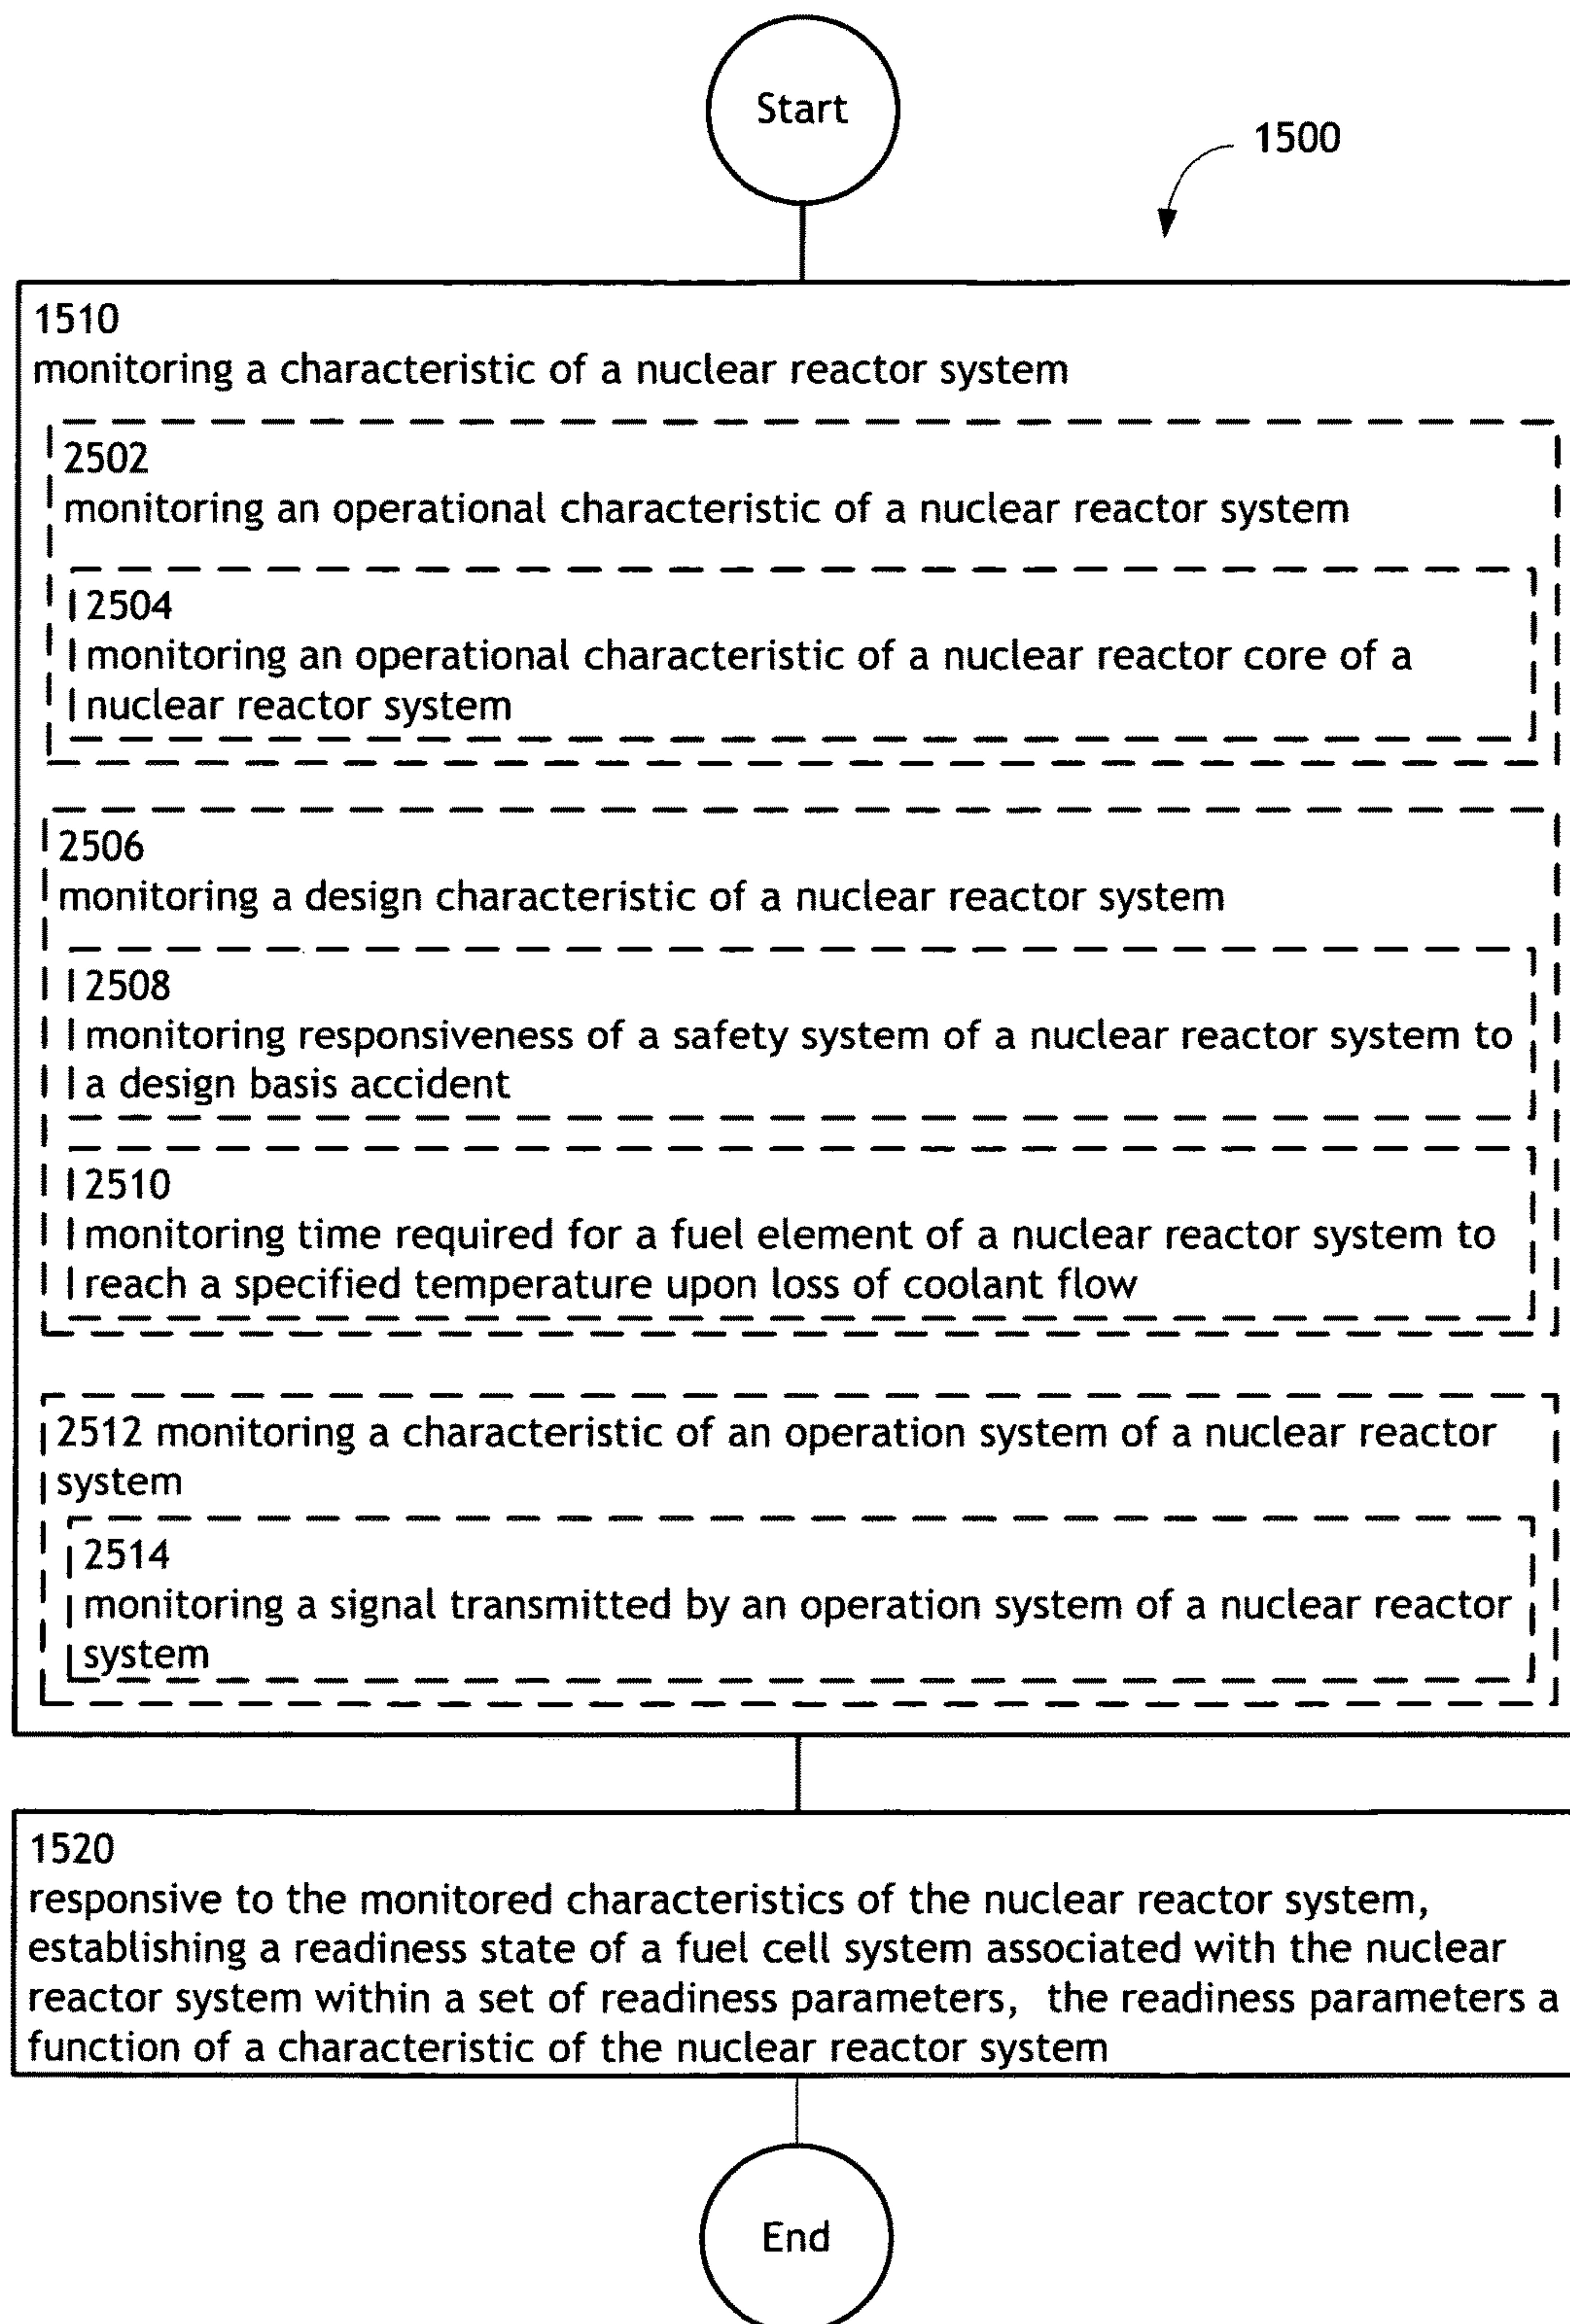 Start
1500
1510
monitoring a characteristic of a nuclear reactor system
2502
monitoring an operational characteristic of a nuclear reactor system
2504
monitoring an operational characteristic of a nuclear reactor core of a
nuclear reactor system
2506
monitoring a design characteristic of a nuclear reactor system
2508
monitoring responsiveness of a safety system of a nuclear reactor system to
a design basis accident
2510
monitoring time required for a fuel element of a nuclear reactor system to
reach a specified temperature upon loss of coolant flow
2512 monitoring a characteristic of an operation system of a nuclear reactor
system
2514
monitoring a signal transmitted by an operation system of a nuclear reactor
system
1520
responsive to the monitored characteristics of the nuclear reactor system,
establishing a readiness state of a fuel cell system associated with the nuclear
reactor system within a set of readiness parameters, the readiness parameters a
function of a characteristic of the nuclear reactor system
End